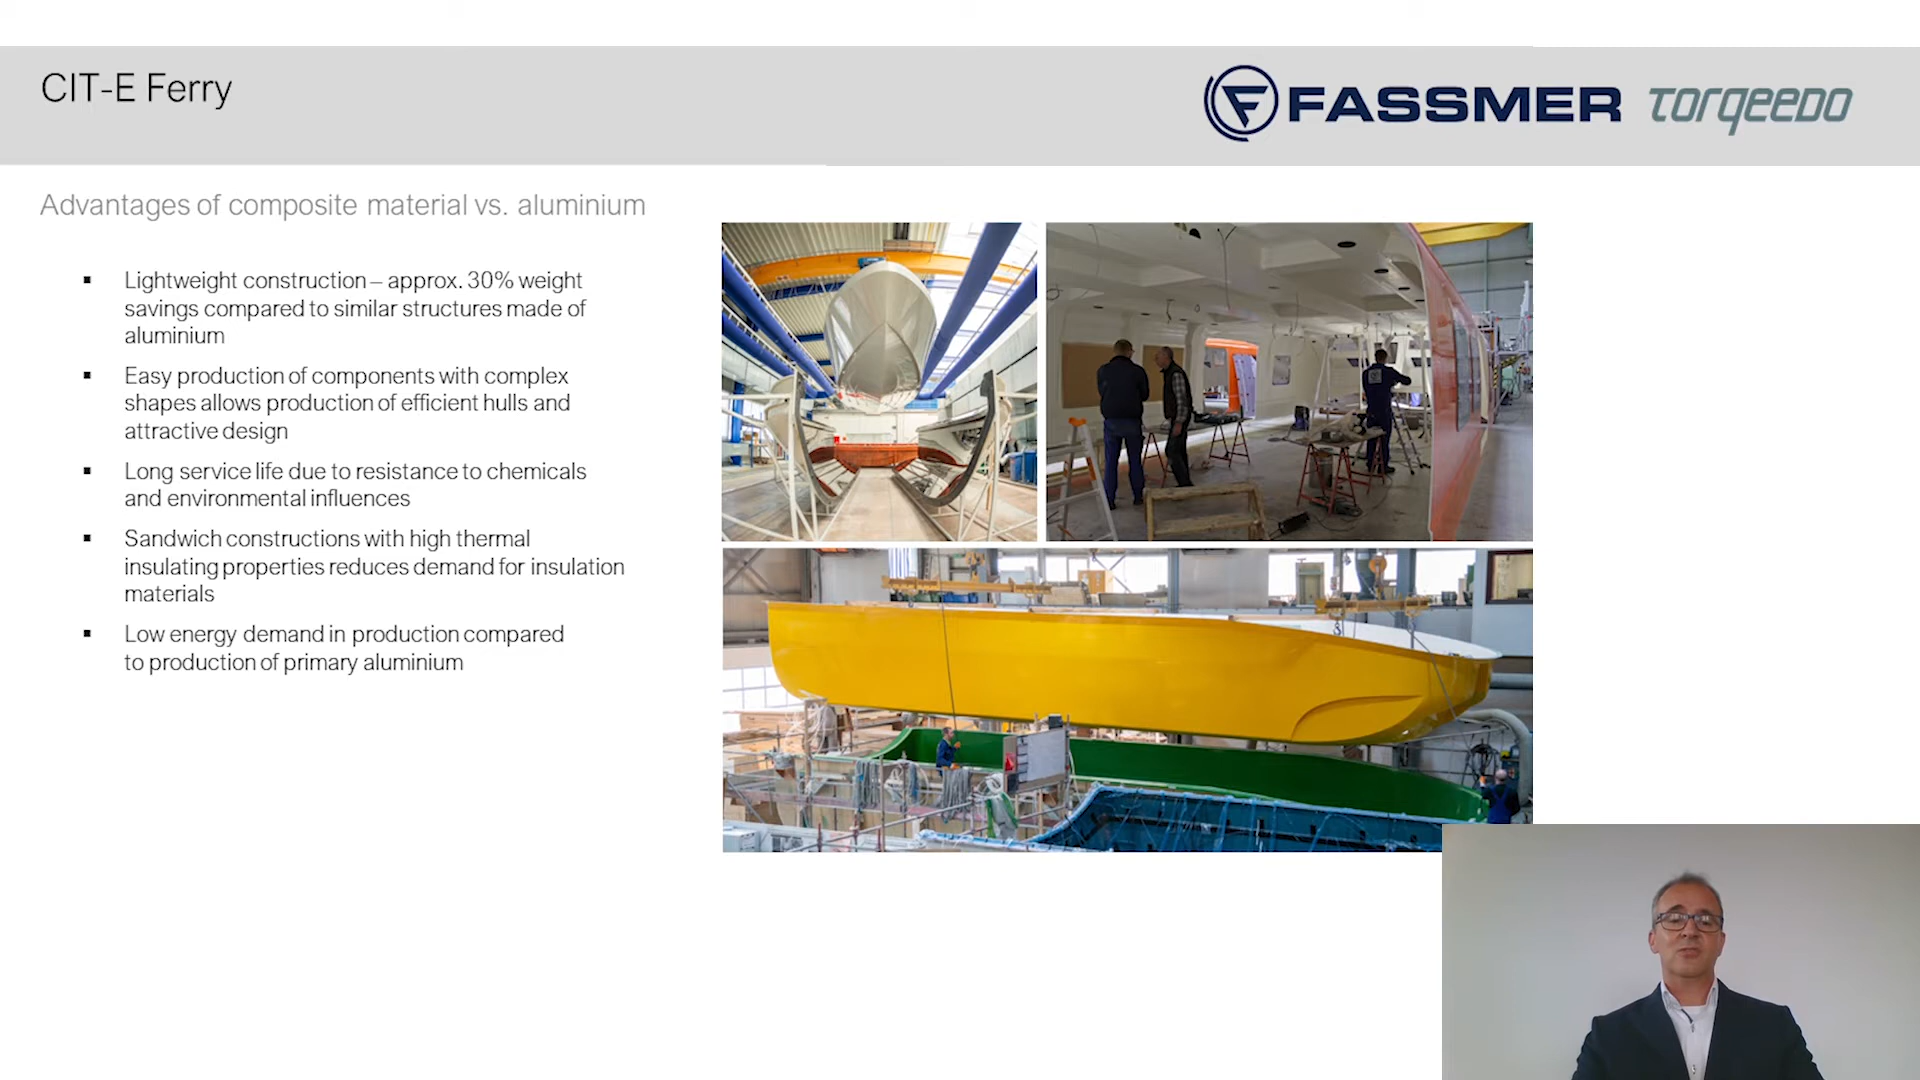 CIT-E Ferry
FASSMER
torqeedo
Advantages of composite material vs. aluminium
▪ Lightweight construction – approx. 30% weight
savings compared to similar structures made of
aluminium
▪ Easy production of components with complex
shapes allows production of efficient hulls and
attractive design
▪ Long service life due to resistance to chemicals
and environmental influences
▪ Sandwich constructions with high thermal
insulating properties reduces demand for insulation
materials
▪ Low energy demand in production compared
to production of primary aluminium